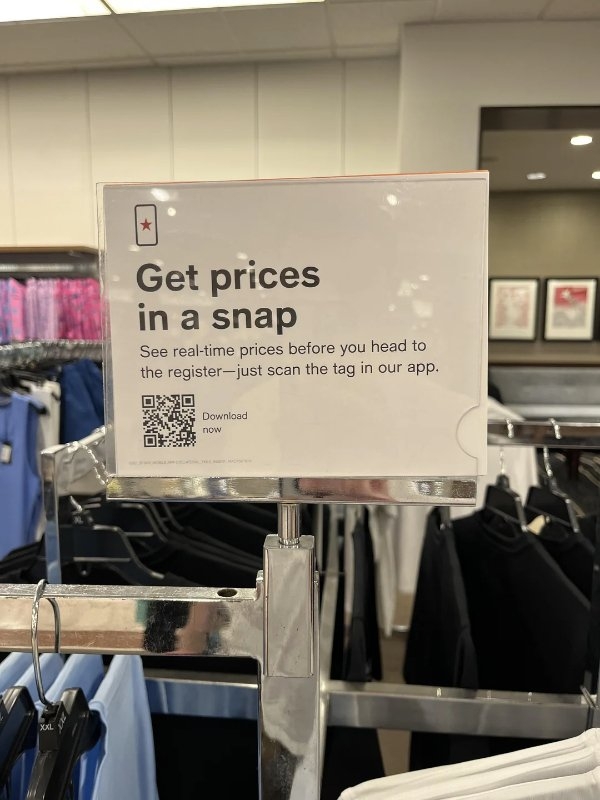 Get prices
in a snap
See real-time prices before you head to
the register—just scan the tag in our app.
Download
now
XL
XXL